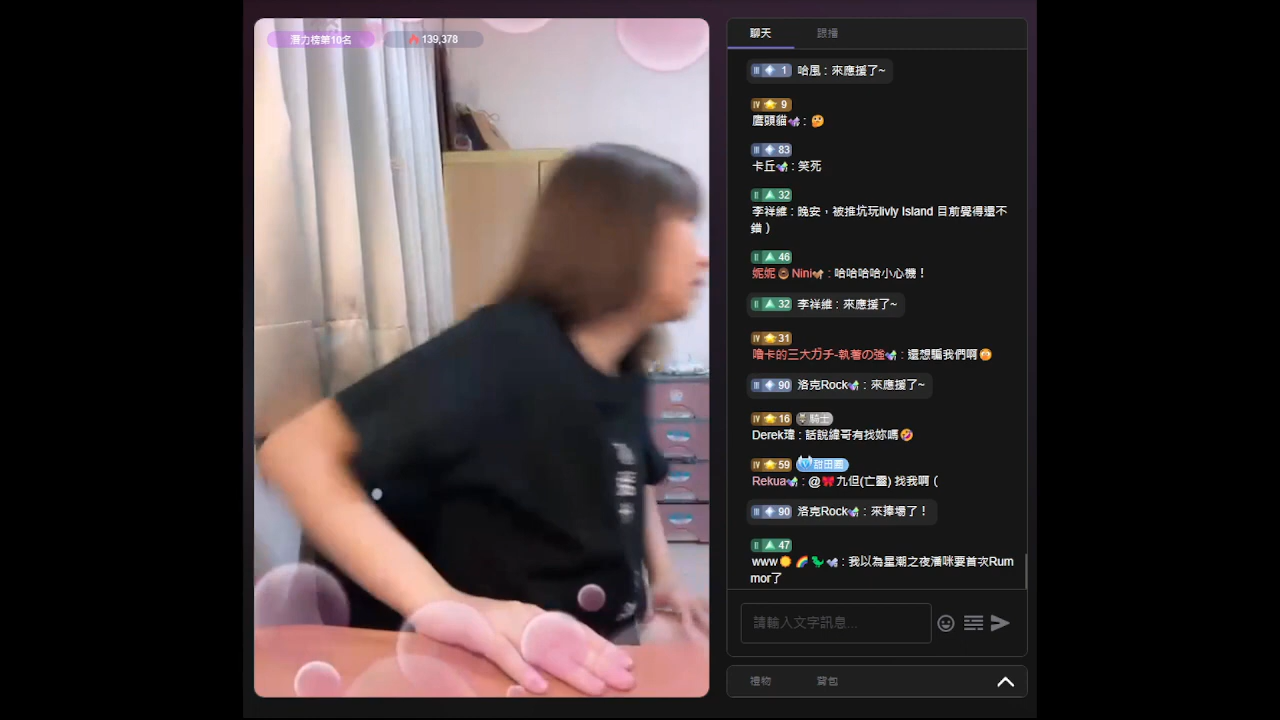 潛力榜第10名
139,378
聊天
跟播
III 1 哈風 : 來應援了~
IV 9
鷹頭貓 :
III 83
卡丘 : 笑死
II 32
李祥維 : 晚安，被推坑玩livly Island 目前覺得還不
錯 )
II 46
妮妮 Nini : 哈哈哈哈小心機！
II 32 李祥維 : 來應援了~
IV 31
嚕卡的三大ガチ-執著の強 : 還想騙我們啊
III 90 洛克Rock : 來應援了~
IV 16 騎士
Derek瑋 : 話說緯哥有找妳嗎
IV 59 甜田圈
Rekua : @ 九但(亡靈) 找我啊 (
III 90 洛克Rock : 來捧場了！
II 47
www : 我以為星潮之夜潘咪要首次Rum
mor了
請輸入文字訊息...
禮物
背包